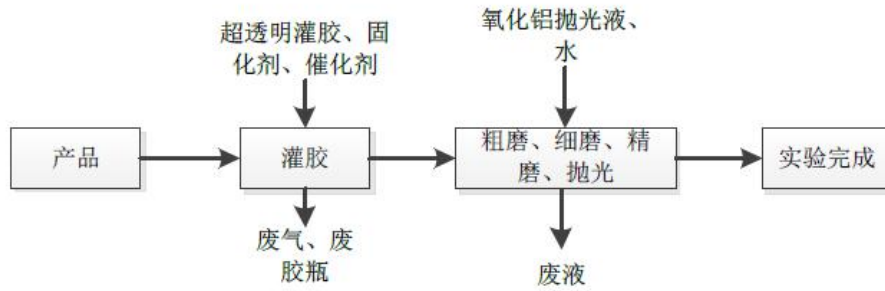 超透明灌胶、固
化剂、催化剂
氧化铝抛光液、
水
产品
灌胶
粗磨、细磨、精
磨、抛光
实验完成
废气、废
胶瓶
废液